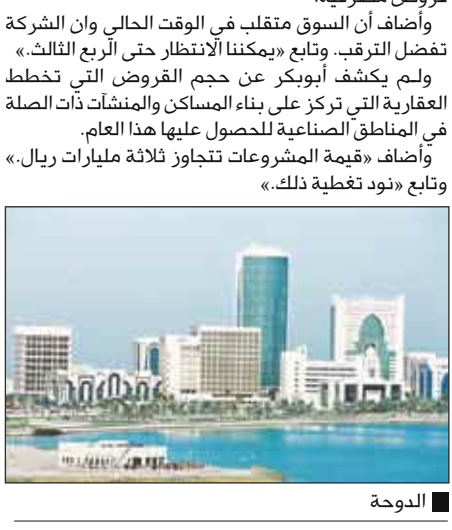 وأضاف أن السوق متقلب في الوقت الحالي وان الشركة
تفضل الترقب. وتابع «يمكننا الانتظار حتى الربع الثالث.»
ولم يكشف أبوبكر عن حجم القروض التي تخطط
العقارية التي تركز على بناء المساكن والمنشآت ذات الصلة
في المناطق الصناعية للحصول عليها هذا العام.
وأضاف «قيمة المشروعات تتجاوز ثلاثة مليارات ريال.»
وتابع «نود تغطية ذلك.»
الدوحة